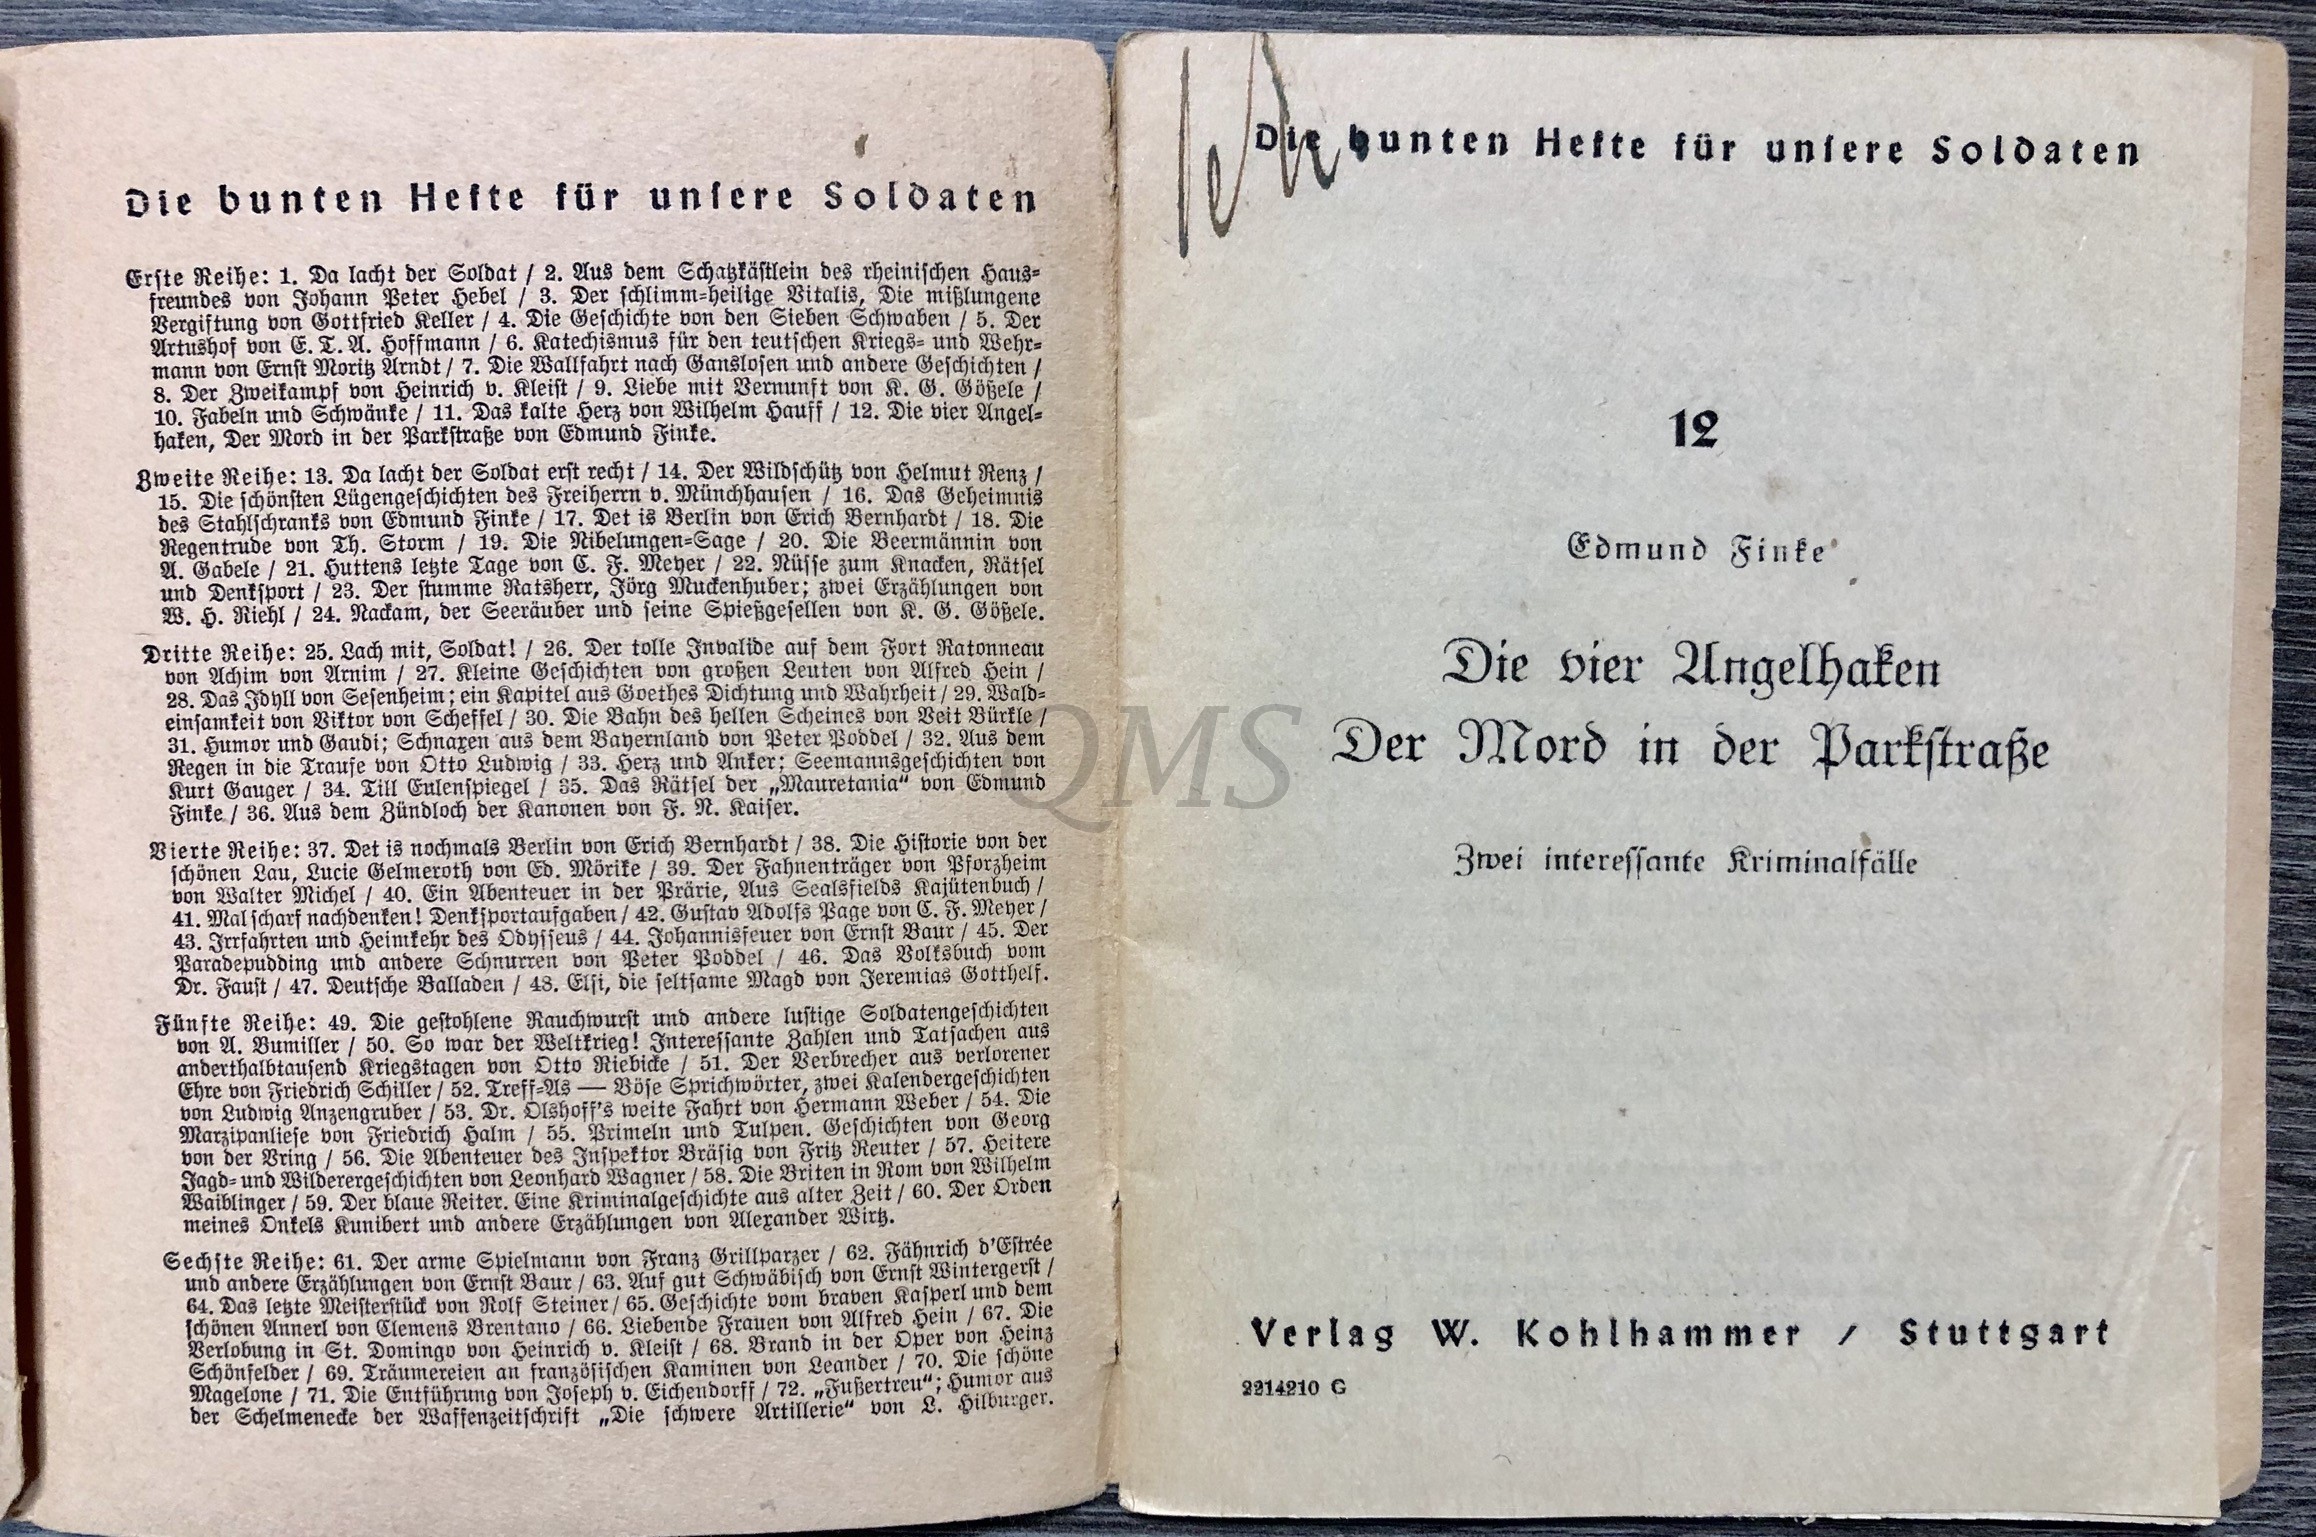 Die bunten Hefte für unsere Soldaten
Erste Reihe: 1. Da lacht der Soldat / 2. Aus dem Schatzkästlein des rheinischen Haus=
freundes von Johann Peter Hebel / 3. Der schlimm=heilige Vitalis, Die mißlungene
Vergiftung von Gottfried Keller / 4. Die Geschichte von den Sieben Schwaben / 5. Der
Artushof von E. T. A. Hoffmann / 6. Katechismus für den teutschen Kriegs= und Wehr=
mann von Ernst Moritz Arndt / 7. Die Wallfahrt nach Ganslosen und andere Geschichten /
8. Der Zweikampf von Heinrich v. Kleist / 9. Liebe mit Vernunft von K. G. Gößele /
10. Fabeln und Schwänke / 11. Das kalte Herz von Wilhelm Hauff / 12. Die vier Angel=
haken, Der Mord in der Parkstraße von Edmund Finke.
Zweite Reihe: 13. Da lacht der Soldat erst recht / 14. Der Wildschütz von Helmut Renz /
15. Die schönsten Lügengeschichten des Freiherrn v. Münchhausen / 16. Das Geheimnis
des Stahlschranks von Edmund Finke / 17. Det is Berlin von Erich Bernhardt / 18. Die
Regentrude von Th. Storm / 19. Die Nibelungen=Sage / 20. Die Beermännin von
A. Gabele / 21. Huttens letzte Tage von C. F. Meyer / 22. Nüsse zum Knacken, Rätsel
und Denksport / 23. Der stumme Ratsherr, Jörg Muckenhuber; zwei Erzählungen von
W. H. Riehl / 24. Nackam, der Seeräuber und seine Spießgesellen von K. G. Gößele.
Dritte Reihe: 25. Lach mit, Soldat! / 26. Der tolle Invalide auf dem Fort Ratonneau
von Achim von Arnim / 27. Kleine Geschichten von großen Leuten von Alfred Hein /
28. Das Idyll von Sesenheim; ein Kapitel aus Goethes Dichtung und Wahrheit / 29. Wald=
einsamkeit von Viktor von Scheffel / 30. Die Bahn des hellen Scheines von Veit Bürkle /
31. Humor und Gaudi; Schnaxen aus dem Bayernland von Peter Poddel / 32. Aus dem
Regen in die Traufe von Otto Ludwig / 33. Herz und Anker; Seemannsgeschichten von
Kurt Gauger / 34. Till Eulenspiegel / 35. Das Rätsel der „Mauretania“ von Edmund
Finke / 36. Aus dem Zündloch der Kanonen von F. N. Kaiser.
Vierte Reihe: 37. Det is nochmals Berlin von Erich Bernhardt / 38. Die Historie von der
schönen Lau, Lucie Gelmeroth von Ed. Mörike / 39. Der Fahnenträger von Pforzheim
von Walter Michel / 40. Ein Abenteuer in der Prärie, Aus Sealsfields Kajütenbuch /
41. Mal scharf nachdenken! Denksportaufgaben / 42. Gustav Adolfs Page von C. F. Meyer /
43. Irrfahrten und Heimkehr des Odysseus / 44. Johannisfeuer von Ernst Baur / 45. Der
Paradepudding und andere Schnurren von Peter Poddel / 46. Das Volksbuch vom
Dr. Faust / 47. Deutsche Balladen / 48. Elsi, die seltsame Magd von Jeremias Gotthelf.
Fünfte Reihe: 49. Die gestohlene Rauchwurst und andere lustige Soldatengeschichten
von A. Bumiller / 50. So war der Weltkrieg! Interessante Zahlen und Tatsachen aus
anderthalbtausend Kriegstagen von Otto Riebicke / 51. Der Verbrecher aus verlorener
Ehre von Friedrich Schiller / 52. Treff=As — Böse Sprichwörter, zwei Kalendergeschichten
von Ludwig Anzengruber / 53. Dr. Olshoff's weite Fahrt von Hermann Weber / 54. Die
Marzipanliese von Friedrich Halm / 55. Primeln und Tulpen. Geschichten von Georg
von der Vring / 56. Die Abenteuer des Inspektor Bräsig von Fritz Reuter / 57. Heitere
Jagd= und Wilderergeschichten von Leonhard Wagner / 58. Die Briten in Rom von Wilhelm
Waiblinger / 59. Der blaue Reiter. Eine Kriminalgeschichte aus alter Zeit / 60. Der Orden
meines Onkels Kunibert und andere Erzählungen von Alexander Wirtz.
Sechste Reihe: 61. Der arme Spielmann von Franz Grillparzer / 62. Fähnrich d'Estrée
und andere Erzählungen von Ernst Baur / 63. Auf gut Schwäbisch von Ernst Wintergerst /
64. Das letzte Meisterstück von Rolf Steiner / 65. Geschichte vom braven Kasperl und dem
schönen Annerl von Clemens Brentano / 66. Liebende Frauen von Alfred Hein / 67. Die
Verlobung in St. Domingo von Heinrich v. Kleist / 68. Brand in der Oper von Heinz
Schönfelder / 69. Träumereien an französischen Kaminen von Leander / 70. Die schöne
Magelone / 71. Die Entführung von Joseph v. Eichendorff / 72. „Fußertreu“; Humor aus
der Schelmenecke der Waffenzeitschrift „Die schwere Artillerie“ von L. Hilburger.
QMS
Die bunten Hefte für unsere Soldaten
12
Edmund Finke
Die vier Angelhaken
Der Mord in der Parkstraße
Zwei interessante Kriminalfälle
Verlag W. Kohlhammer / Stuttgart
2214210 G